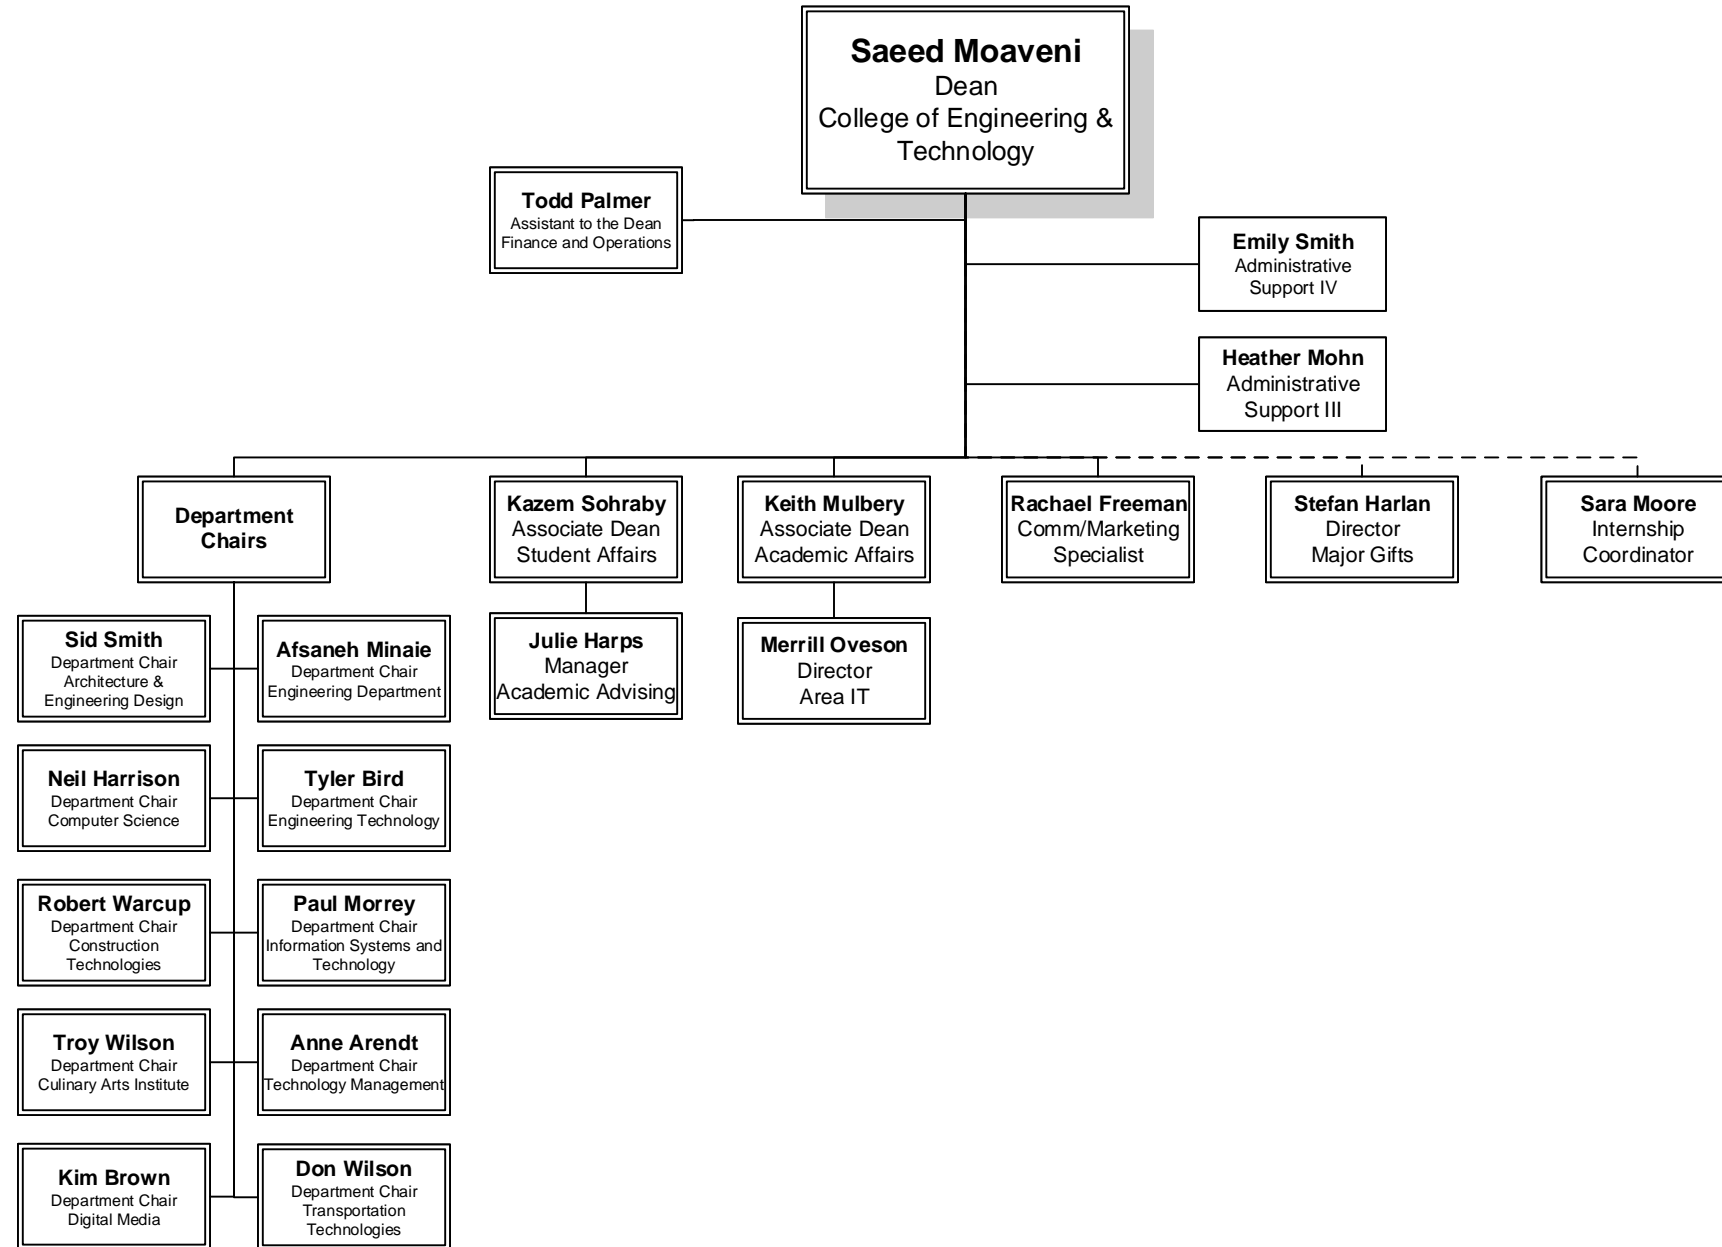 Saeed Moaveni
Dean
College of Engineering &
Technology
Todd Palmer
Assistant to the Dean
Finance and Operations
Emily Smith
Administrative
Support IV
Heather Mohn
Administrative
Support III
Department
Chairs
Kazem Sohraby
Associate Dean
Student Affairs
Keith Mulbery
Associate Dean
Academic Affairs
Rachael Freeman
Comm/Marketing
Specialist
Stefan Harlan
Director
Major Gifts
Sara Moore
Internship
Coordinator
Sid Smith
Department Chair
Architecture &
Engineering Design
Afsaneh Minaie
Department Chair
Engineering Department
Julie Harps
Manager
Academic Advising
Merrill Oveson
Director
Area IT
Neil Harrison
Department Chair
Computer Science
Tyler Bird
Department Chair
Engineering Technology
Robert Warcup
Department Chair
Construction
Technologies
Paul Morrey
Department Chair
Information Systems and
Technology
Troy Wilson
Department Chair
Culinary Arts Institute
Anne Arendt
Department Chair
Technology Management
Kim Brown
Department Chair
Digital Media
Don Wilson
Department Chair
Transportation
Technologies